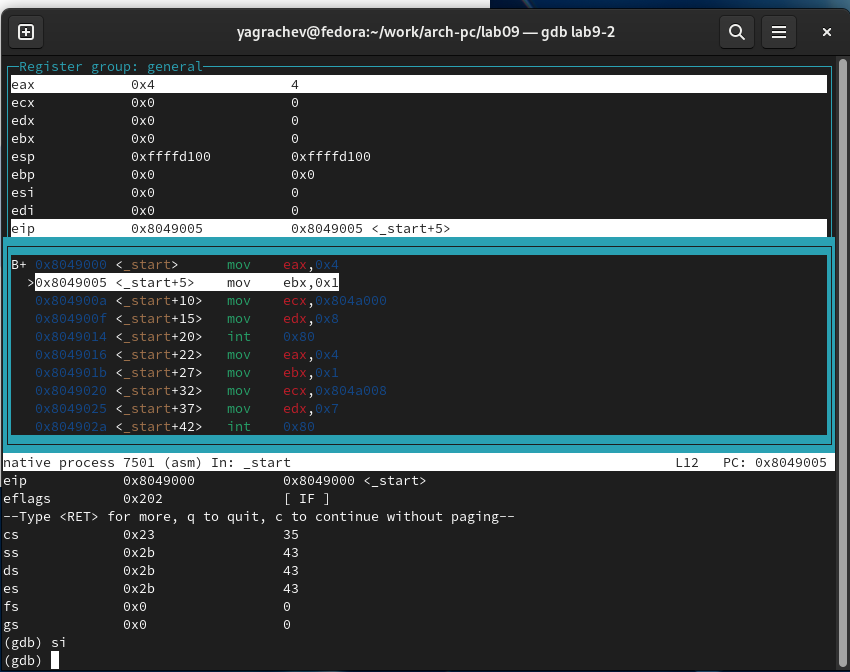 yagrachev@fedora:~/work/arch-pc/lab09 — gdb lab9-2
Register group: general
eax 0x4 4
ecx 0x0 0
edx 0x0 0
ebx 0x0 0
esp 0xffffd100 0xffffd100
ebp 0x0 0x0
esi 0x0 0
edi 0x0 0
eip 0x8049005 0x8049005 <_start+5>
B+ 0x8049000 <_start> mov eax,0x4
>0x8049005 <_start+5> mov ebx,0x1
0x804900a <_start+10> mov ecx,0x804a000
0x804900f <_start+15> mov edx,0x8
0x8049014 <_start+20> int 0x80
0x8049016 <_start+22> mov eax,0x4
0x804901b <_start+27> mov ebx,0x1
0x8049020 <_start+32> mov ecx,0x804a008
0x8049025 <_start+37> mov edx,0x7
0x804902a <_start+42> int 0x80
native process 7501 (asm) In: _start L12 PC: 0x8049005
eip 0x8049000 0x8049000 <_start>
eflags 0x202 [ IF ]
--Type <RET> for more, q to quit, c to continue without paging--
cs 0x23 35
ss 0x2b 43
ds 0x2b 43
es 0x2b 43
fs 0x0 0
gs 0x0 0
(gdb) si
(gdb)